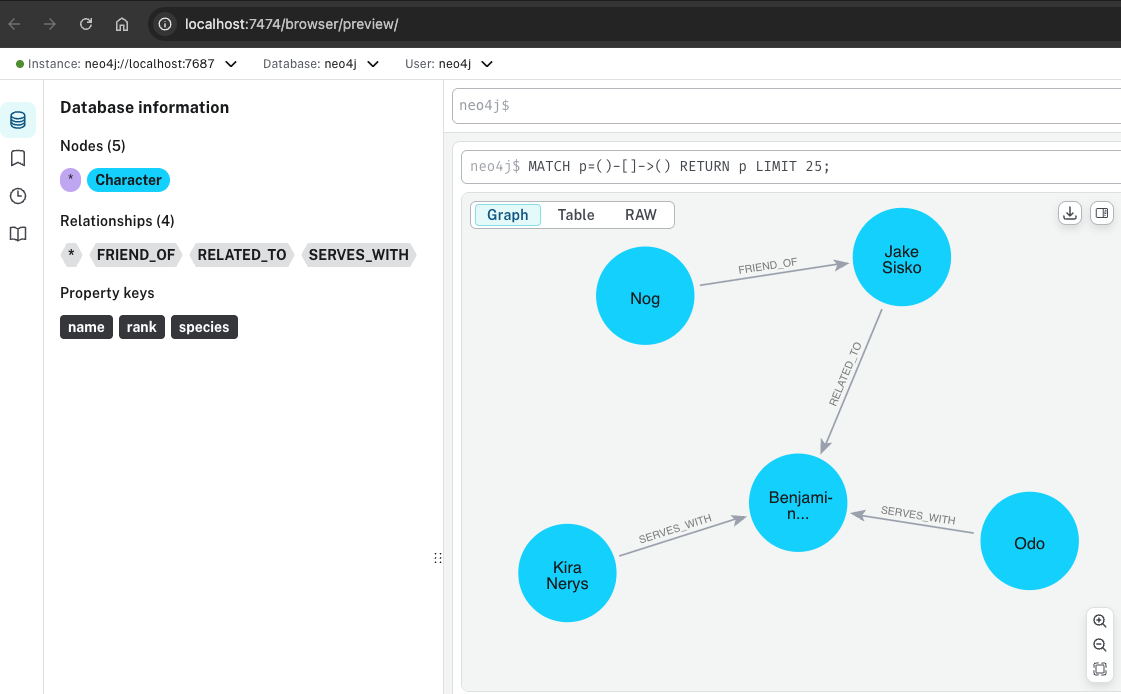 localhost:7474/browser/preview/
Instance: neo4j://localhost:7687 Database: neo4j User: neo4j
Database information
Nodes (5)
* Character
Relationships (4)
* FRIEND_OF RELATED_TO SERVES_WITH
Property keys
name rank species
neo4j$
neo4j$ MATCH p=()-[]->() RETURN p LIMIT 25;
Graph Table RAW
Nog
FRIEND_OF
Jake
Sisko
RELATED_TO
Benjami-
n...
SERVES_WITH
SERVES_WITH
Kira
Nerys
Odo